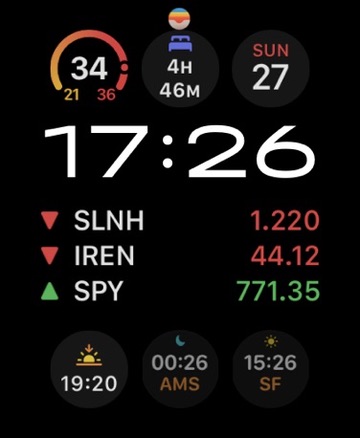 34
21 36
4H
46M
SUN
27
17:26
SLNH 1.220
IREN 44.12
SPY 771.35
19:20
00:26
AMS
15:26
SF